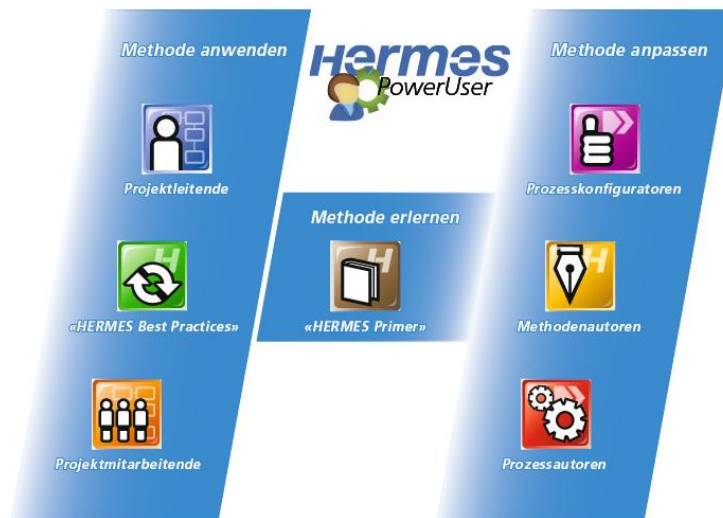 Methode anwenden
Projektleitende
«HERMES Best Practices»
Projektmitarbeitende
Hermes
PowerUser
Methode erlernen
«HERMES Primer»
Methode anpassen
Prozesskonfiguratoren
Methodenautoren
Prozessautoren
H
H
H